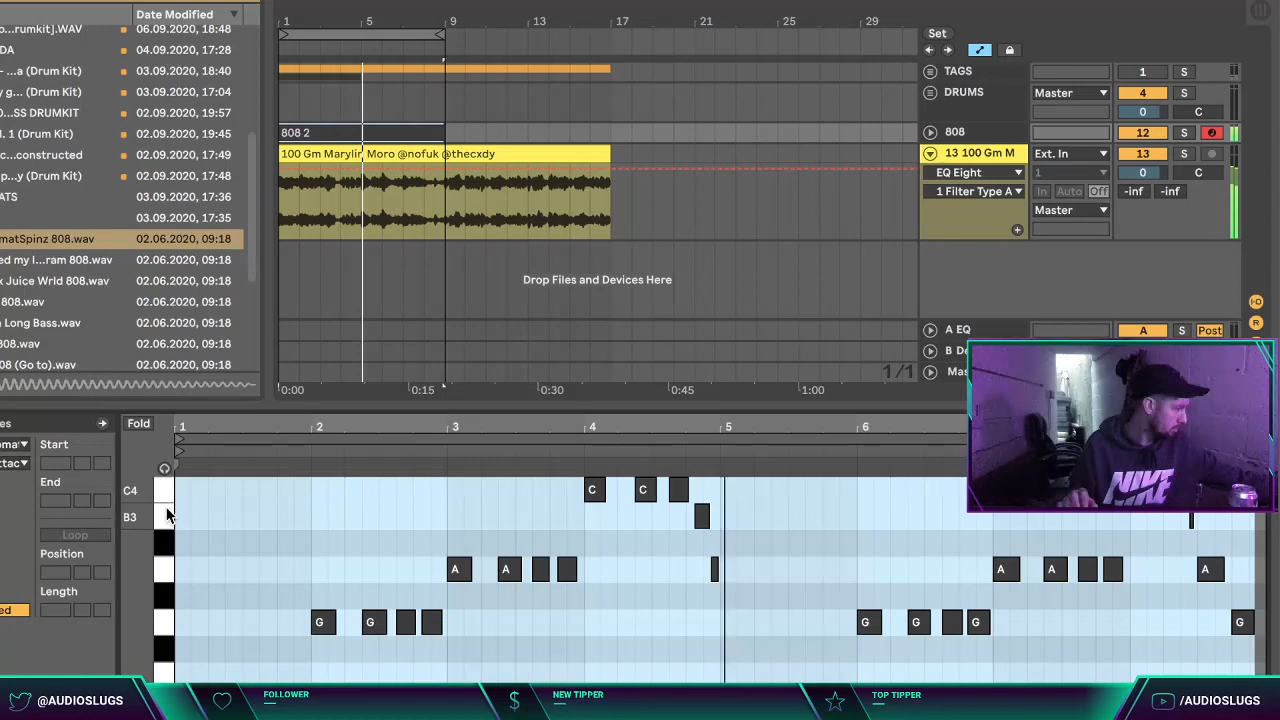 Date Modified
rumkit].WAV 06.09.2020, 18:48
DA 04.09.2020, 17:28
- ...a (Drum Kit) 03.09.2020, 18:40
y g... (Drum Kit) 03.09.2020, 17:04
...SS DRUMKIT 02.09.2020, 19:57
l. 1 (Drum Kit) 02.09.2020, 19:45
...constructed 02.09.2020, 17:49
p...y (Drum Kit) 02.09.2020, 17:48
ATS 03.09.2020, 17:36
03.09.2020, 17:35
matSpinz 808.wav 02.06.2020, 09:18
ed my I...ram 808.wav 02.06.2020, 09:18
x Juice Wrld 808.wav 02.06.2020, 09:18
808.wav 02.06.2020, 09:18
n Long Bass.wav 02.06.2020, 09:18
808.wav 02.06.2020, 09:18
08 (Go to).wav 02.06.2020, 09:18
1 5 9 13 17 21 25 29
808 2
100 Gm Marylin Moro @nofuk @thecxdy
Drop Files and Devices Here
1/1
0:00 0:15 0:30 0:45 1:00
Set
TAGS 1 S
DRUMS Master 4 S
0 C
808 12 S
13 100 Gm M Ext. In 13 S
EQ Eight 1 0 C
1 Filter Type A In Auto Off -inf -inf
Master
A EQ A S Post
B De
Mas
I·O
R
es
Start
oma
ttac
End
Loop
Position
Length
ed
Fold 1 2 3 4 5 6
C4 C C
B3
A A A A A
G G G G G G
@AUDIOSLUGS
FOLLOWER
NEW TIPPER
TOP TIPPER
/AUDIOSLUGS
NIKE